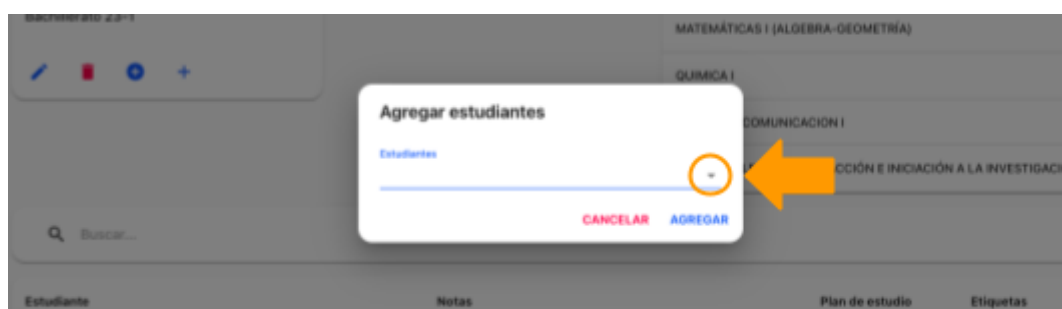 Bachillerato 23-1
MATEMÁTICAS I (ALGEBRA-GEOMETRÍA)
QUIMICA I
COMUNICACION I
CCIÓN E INICIACIÓN A LA INVESTIGACI
Agregar estudiantes
Estudiantes
CANCELAR AGREGAR
Buscar...
Estudiante Notas Plan de estudio Etiquetas